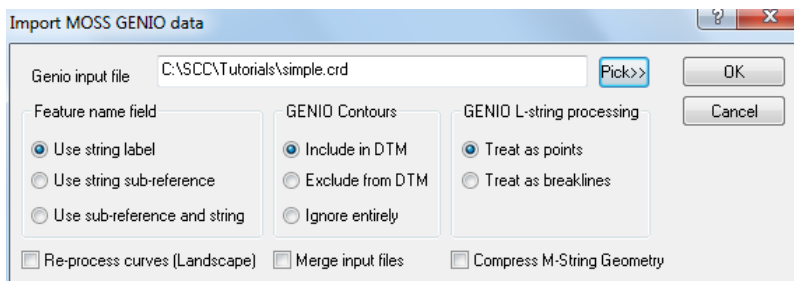 Import MOSS GENIO data
? X
Genio input file C:\SCC\Tutorials\simple.crd Pick>> OK
Feature name field GENIO Contours GENIO L-string processing Cancel
Use string label Include in DTM Treat as points
Use string sub-reference Exclude from DTM Treat as breaklines
Use sub-reference and string Ignore entirely
Re-process curves (Landscape) Merge input files Compress M-String Geometry